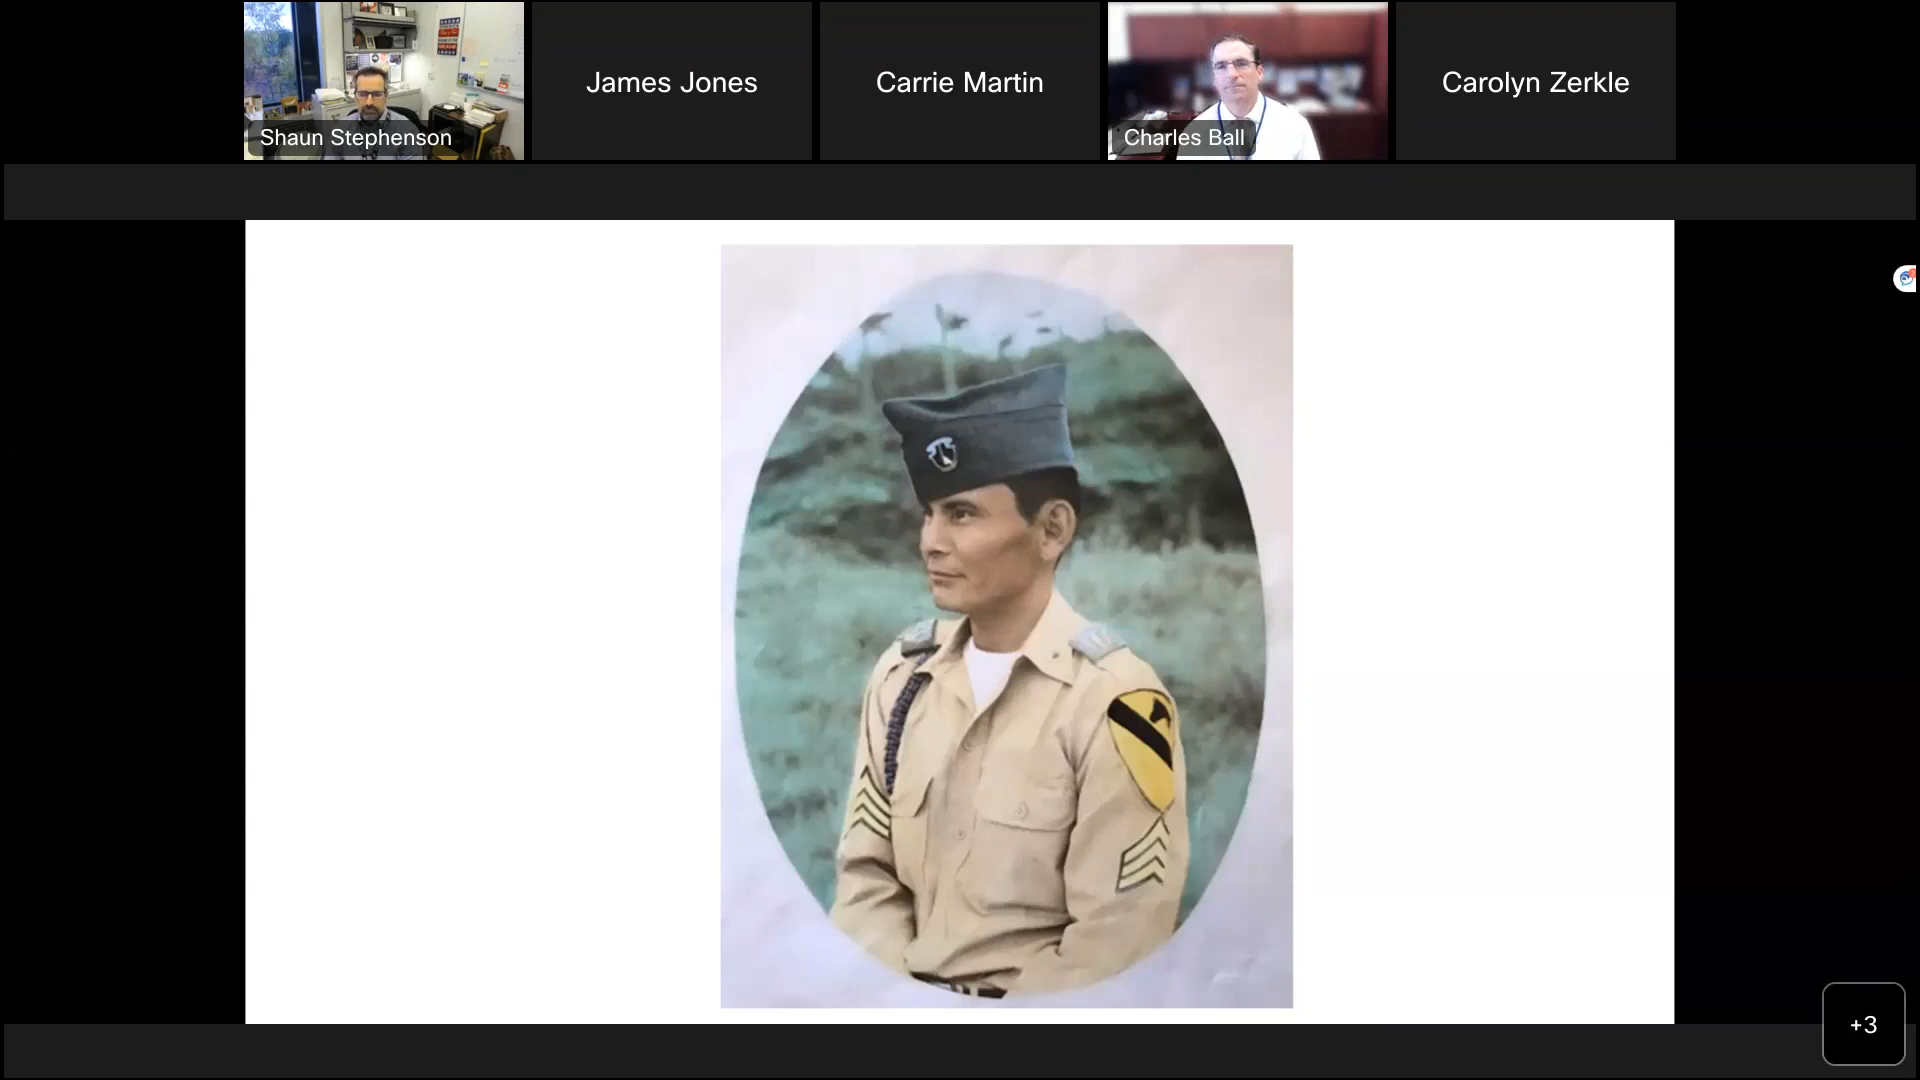 Shaun Stephenson
James Jones
Carrie Martin
Charles Ball
Carolyn Zerkle
+3